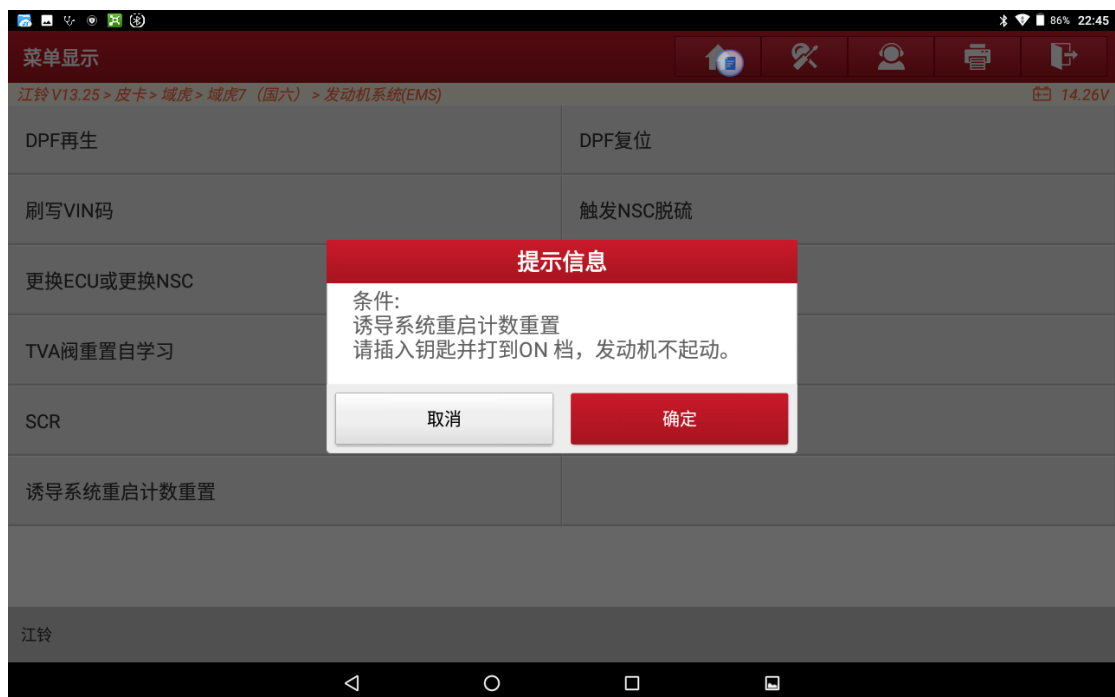 86% 22:45
菜单显示
江铃 V13.25 > 皮卡 > 域虎 > 域虎7（国六） > 发动机系统(EMS)
14.26V
DPF再生
DPF复位
刷写VIN码
触发NSC脱硫
更换ECU或更换NSC
TVA阀重置自学习
SCR
诱导系统重启计数重置
提示信息
条件:
诱导系统重启计数重置
请插入钥匙并打到ON 档，发动机不起动。
取消
确定
江铃